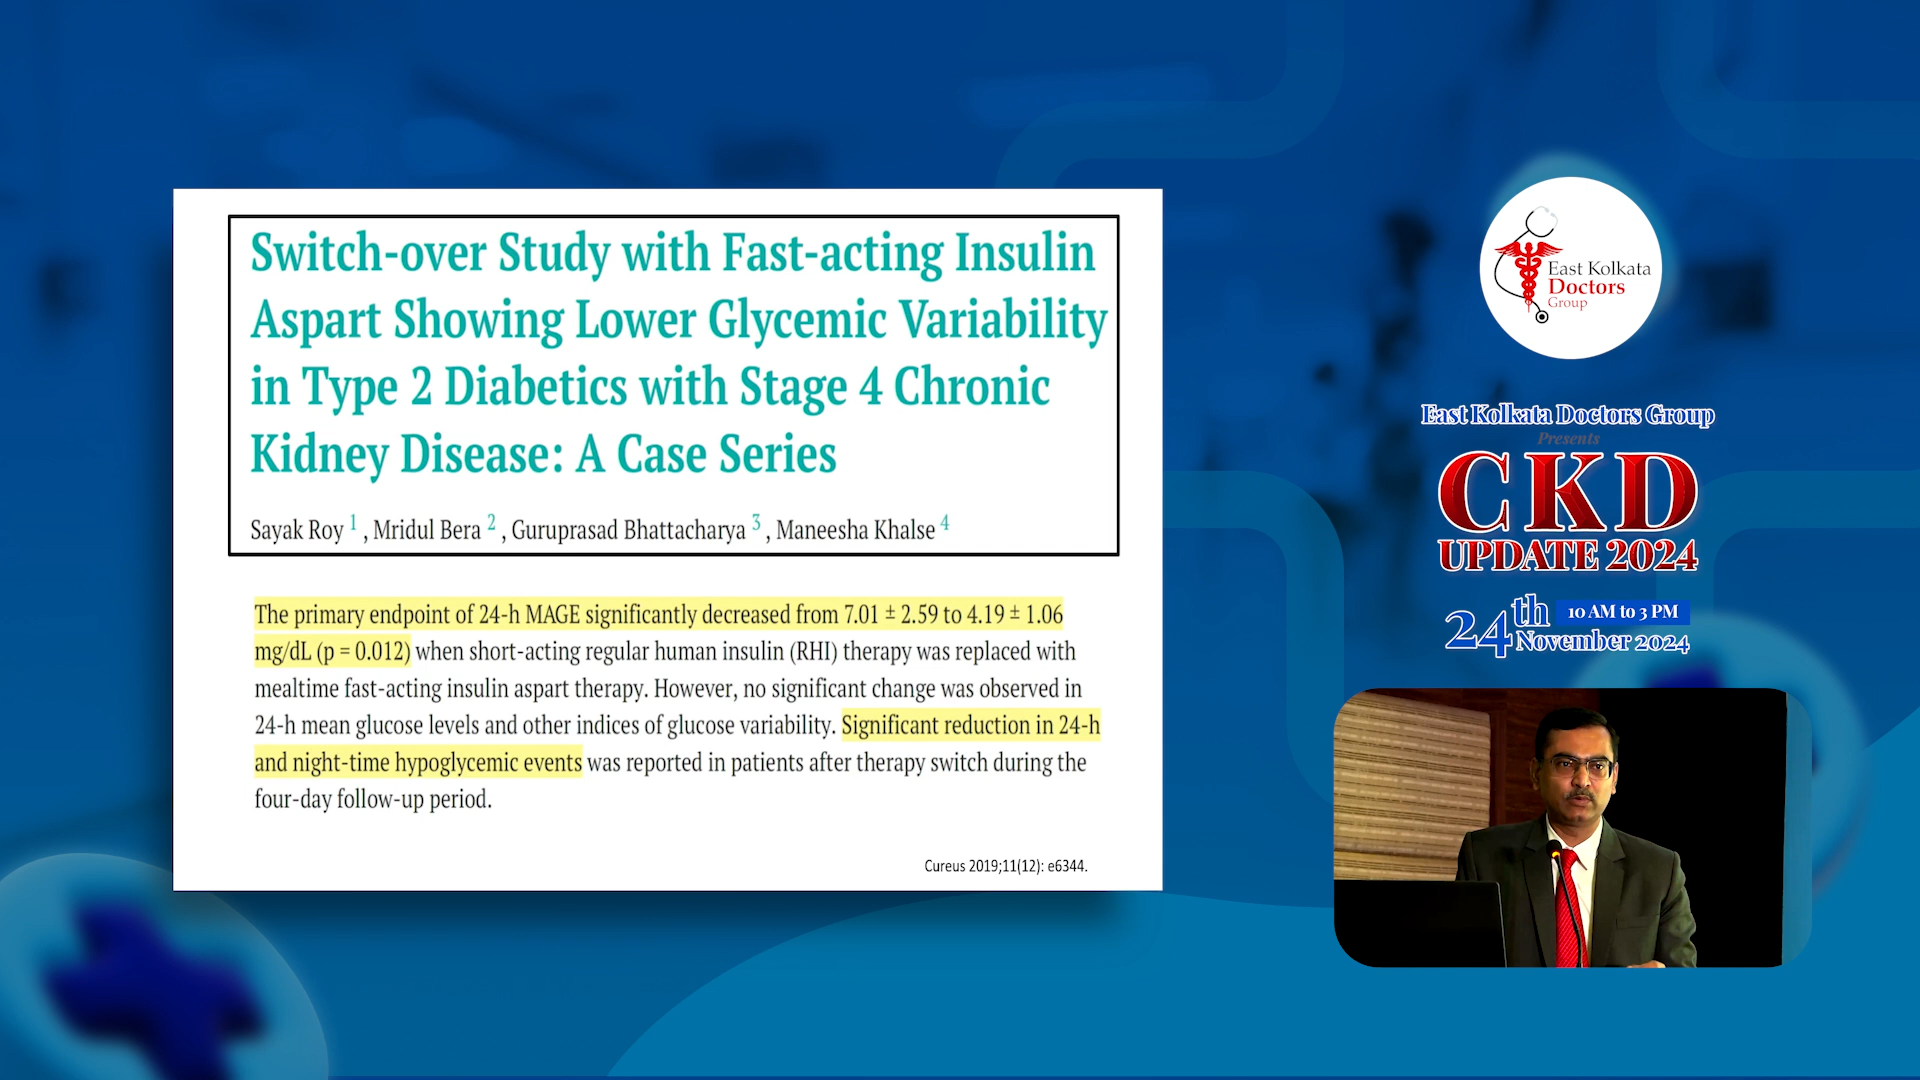 Switch-over Study with Fast-acting Insulin
Aspart Showing Lower Glycemic Variability
in Type 2 Diabetics with Stage 4 Chronic
Kidney Disease: A Case Series
Sayak Roy 1 , Mridul Bera 2 , Guruprasad Bhattacharya 3 , Maneesha Khalse 4
The primary endpoint of 24-h MAGE significantly decreased from 7.01 ± 2.59 to 4.19 ± 1.06
mg/dL (p = 0.012) when short-acting regular human insulin (RHI) therapy was replaced with
mealtime fast-acting insulin aspart therapy. However, no significant change was observed in
24-h mean glucose levels and other indices of glucose variability. Significant reduction in 24-h
and night-time hypoglycemic events was reported in patients after therapy switch during the
four-day follow-up period.
Cureus 2019;11(12): e6344.
East Kolkata
Doctors
Group
East Kolkata Doctors Group
Presents
CKD
UPDATE 2024
24th 10 AM to 3 PM
November 2024